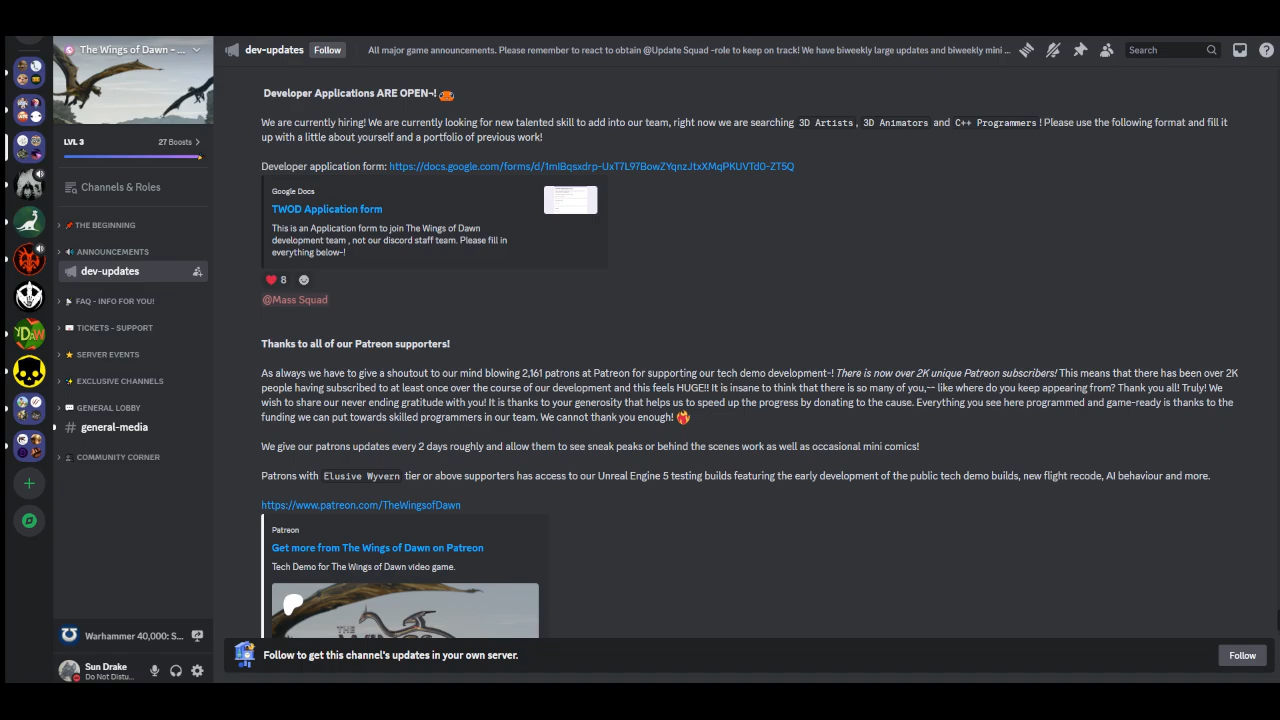 The Wings of Dawn - ...
dev-updates
Follow
All major game announcements. Please remember to react to obtain @Update Squad -role to keep on track! We have biweekly large updates and biweekly mini ...
Search
LVL 3
27 Boosts
Channels & Roles
THE BEGINNING
ANNOUNCEMENTS
dev-updates
FAQ - INFO FOR YOU!
TICKETS - SUPPORT
SERVER EVENTS
EXCLUSIVE CHANNELS
GENERAL LOBBY
general-media
COMMUNITY CORNER
Warhammer 40,000: S...
Sun Drake
Do Not Distu...
Developer Applications ARE OPEN~!
We are currently hiring! We are currently looking for new talented skill to add into our team, right now we are searching 3D Artists, 3D Animators and C++ Programmers! Please use the following format and fill it
up with a little about yourself and a portfolio of previous work!
Developer application form: https://docs.google.com/forms/d/1mIBqsxdrp-UxT7L97BowZYqnzJtxXMqPKUVTd0-ZT5Q
Google Docs
TWOD Application form
This is an Application form to join The Wings of Dawn
development team , not our discord staff team. Please fill in
everything below~!
8
@Mass Squad
Thanks to all of our Patreon supporters!
As always we have to give a shoutout to our mind blowing 2,161 patrons at Patreon for supporting our tech demo development~! There is now over 2K unique Patreon subscribers! This means that there has been over 2K
people having subscribed to at least once over the course of our development and this feels HUGE!! It is insane to think that there is so many of you,~~ like where do you keep appearing from? Thank you all! Truly! We
wish to share our never ending gratitude with you! It is thanks to your generosity that helps us to speed up the progress by donating to the cause. Everything you see here programmed and game-ready is thanks to the
funding we can put towards skilled programmers in our team. We cannot thank you enough!
We give our patrons updates every 2 days roughly and allow them to see sneak peaks or behind the scenes work as well as occasional mini comics!
Patrons with Elusive Wyvern tier or above supporters has access to our Unreal Engine 5 testing builds featuring the early development of the public tech demo builds, new flight recode, AI behaviour and more.
https://www.patreon.com/TheWingsofDawn
Patreon
Get more from The Wings of Dawn on Patreon
Tech Demo for The Wings of Dawn video game.
THE
Follow to get this channel's updates in your own server.
Follow